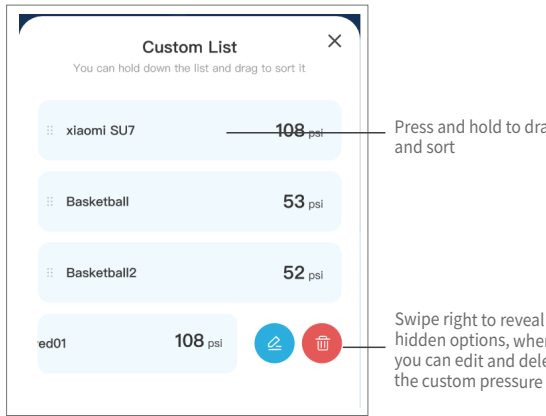 Custom List
You can hold down the list and drag to sort it
xiaomi SU7 108 psi
Basketball 53 psi
Basketball2 52 psi
ed01 108 psi
Press and hold to dra
and sort
Swipe right to reveal
hidden options, wher
you can edit and dele
the custom pressure